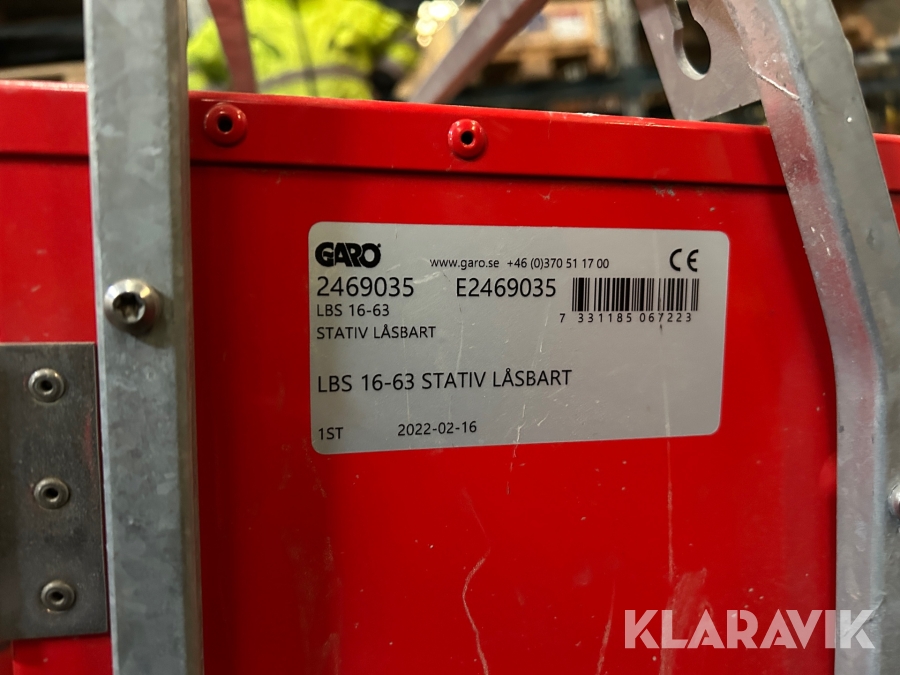 GARO
www.garo.se +46 (0)370 51 17 00
CE
2469035 E2469035
LBS 16-63
7 331185 067223
STATIV LÅSBART
LBS 16-63 STATIV LÅSBART
1ST 2022-02-16
KLARAVIK